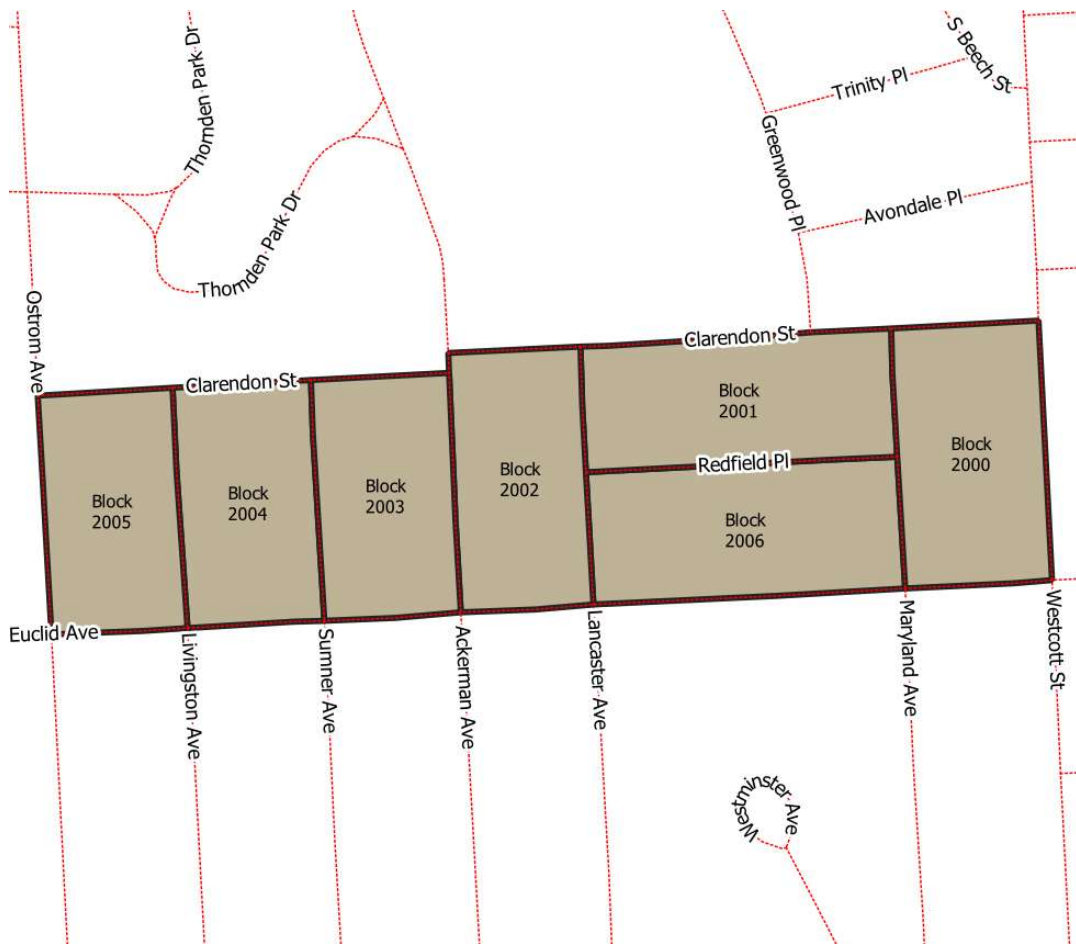 Thornden Park Dr
S Beech St
Trinity Pl
Greenwood Pl
Avondale Pl
Thornden Park Dr
Ostrom Ave
Clarendon St
Clarendon St
Block
2001
Block
2000
Redfield Pl
Block
2002
Block
2003
Block
2004
Block
2005
Block
2006
Euclid Ave
Livingston Ave
Sumner Ave
Ackerman Ave
Lancaster Ave
Maryland Ave
Westcott St
Westminster Ave